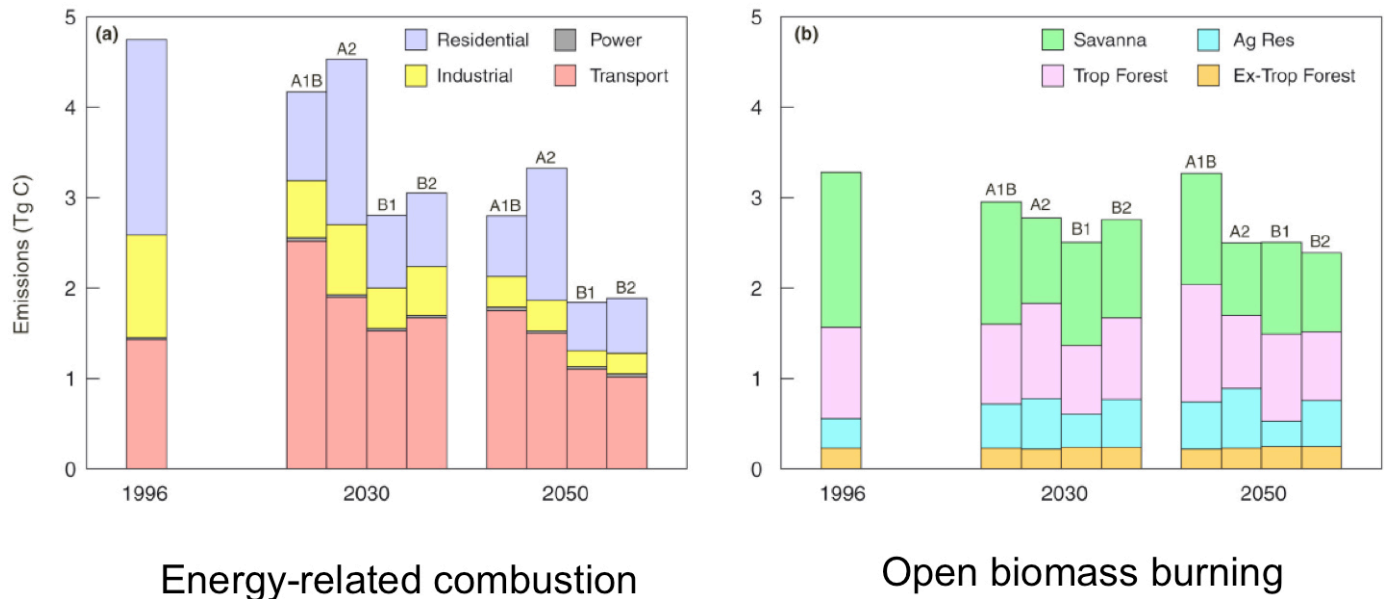 (a)
Residential
Power
Industrial
Transport
5
4
3
2
1
0
Emissions (Tg C)
A1B
A2
B1
B2
A1B
A2
B1
B2
1996
2030
2050
Energy-related combustion
(b)
Savanna
Ag Res
Trop Forest
Ex-Trop Forest
5
4
3
2
1
0
A1B
A2
B1
B2
A1B
A2
B1
B2
1996
2030
2050
Open biomass burning